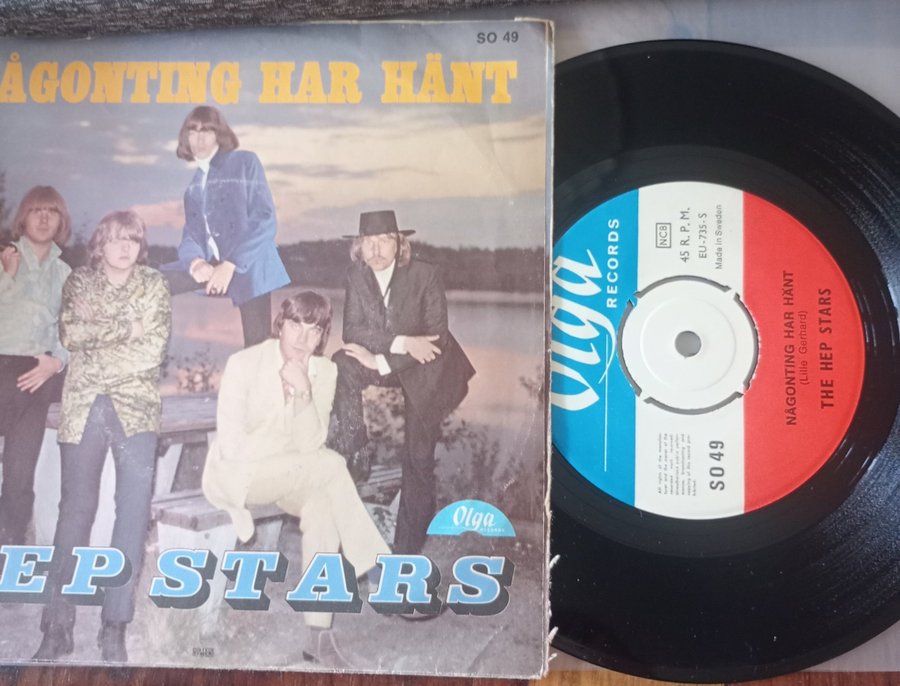 SO 49
ÅGONTING HAR HÄNT
Olga
RECORDS
EP STARS
Olga
RECORDS
NCB
45 R. P. M.
EU-735-S
Made in Sweden
SO 49
NÅGONTING HAR HÄNT
(Lille Gerhard)
THE HEP STARS